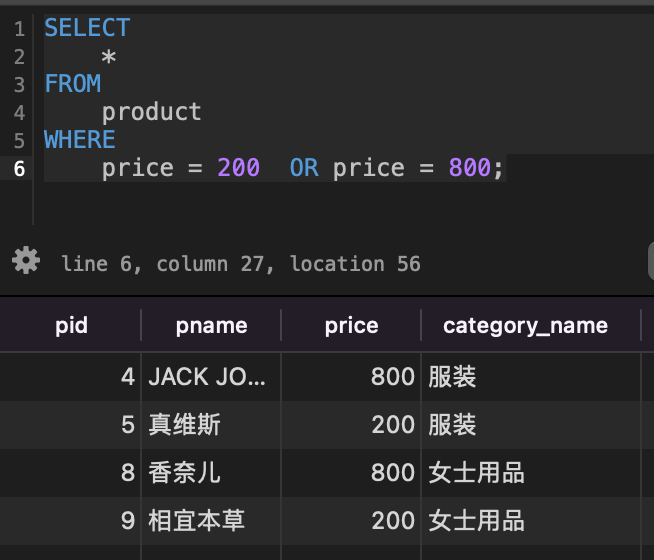 1 SELECT
2     *
3 FROM
4     product
5 WHERE
6     price = 200  OR price = 800;
line 6, column 27, location 56
pid pname price category_name
4 JACK JO... 800 服装
5 真维斯 200 服装
8 香奈儿 800 女士用品
9 相宜本草 200 女士用品